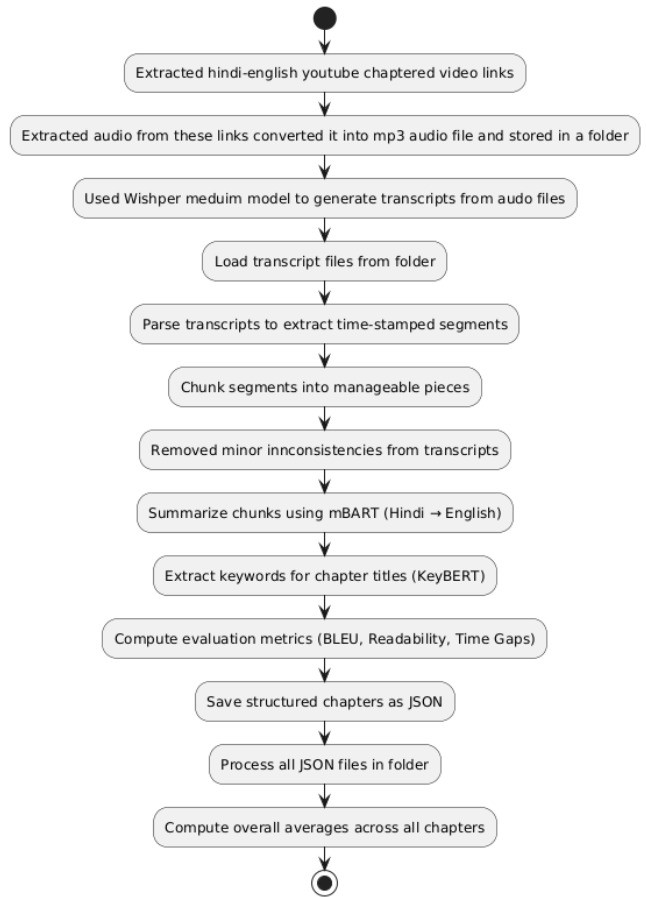 Extracted hindi-english youtube chaptered video links
Extracted audio from these links converted it into mp3 audio file and stored in a folder
Used Wishper meduim model to generate transcripts from audo files
Load transcript files from folder
Parse transcripts to extract time-stamped segments
Chunk segments into manageable pieces
Removed minor innconsistencies from transcripts
Summarize chunks using mBART (Hindi → English)
Extract keywords for chapter titles (KeyBERT)
Compute evaluation metrics (BLEU, Readability, Time Gaps)
Save structured chapters as JSON
Process all JSON files in folder
Compute overall averages across all chapters